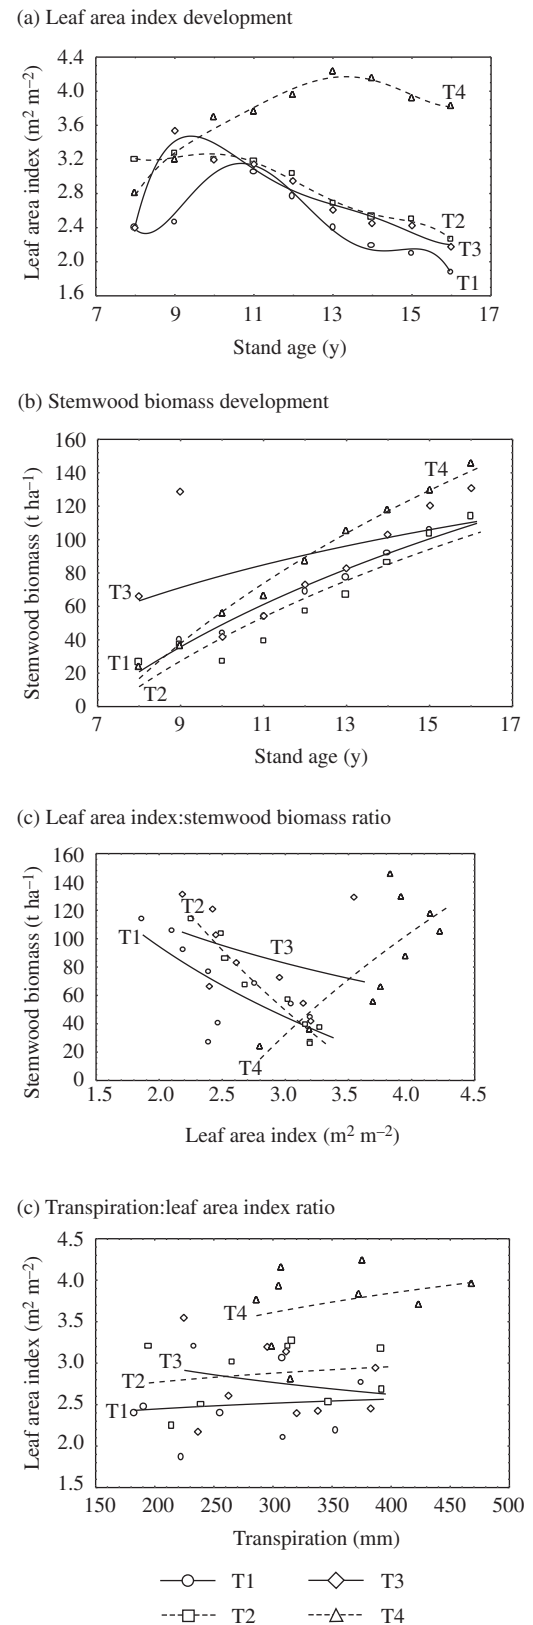 (a) Leaf area index development
4.4
4.0
3.6
3.2
2.8
2.4
2.0
1.6
Leaf area index (m² m⁻²)
T4
T2
T3
T1
7 9 11 13 15 17
Stand age (y)
(b) Stemwood biomass development
160
140
120
100
80
60
40
20
0
Stemwood biomass (t ha⁻¹)
T4
T3
T1
T2
7 9 11 13 15 17
Stand age (y)
(c) Leaf area index:stemwood biomass ratio
160
140
120
100
80
60
40
20
0
Stemwood biomass (t ha⁻¹)
T2
T1
T3
T4
1.5 2.0 2.5 3.0 3.5 4.0 4.5
Leaf area index (m² m⁻²)
(c) Transpiration:leaf area index ratio
4.5
4.0
3.5
3.0
2.5
2.0
1.5
Leaf area index (m² m⁻²)
T4
T3
T2
T1
150 200 250 300 350 400 450 500
Transpiration (mm)
T1 T3
T2 T4